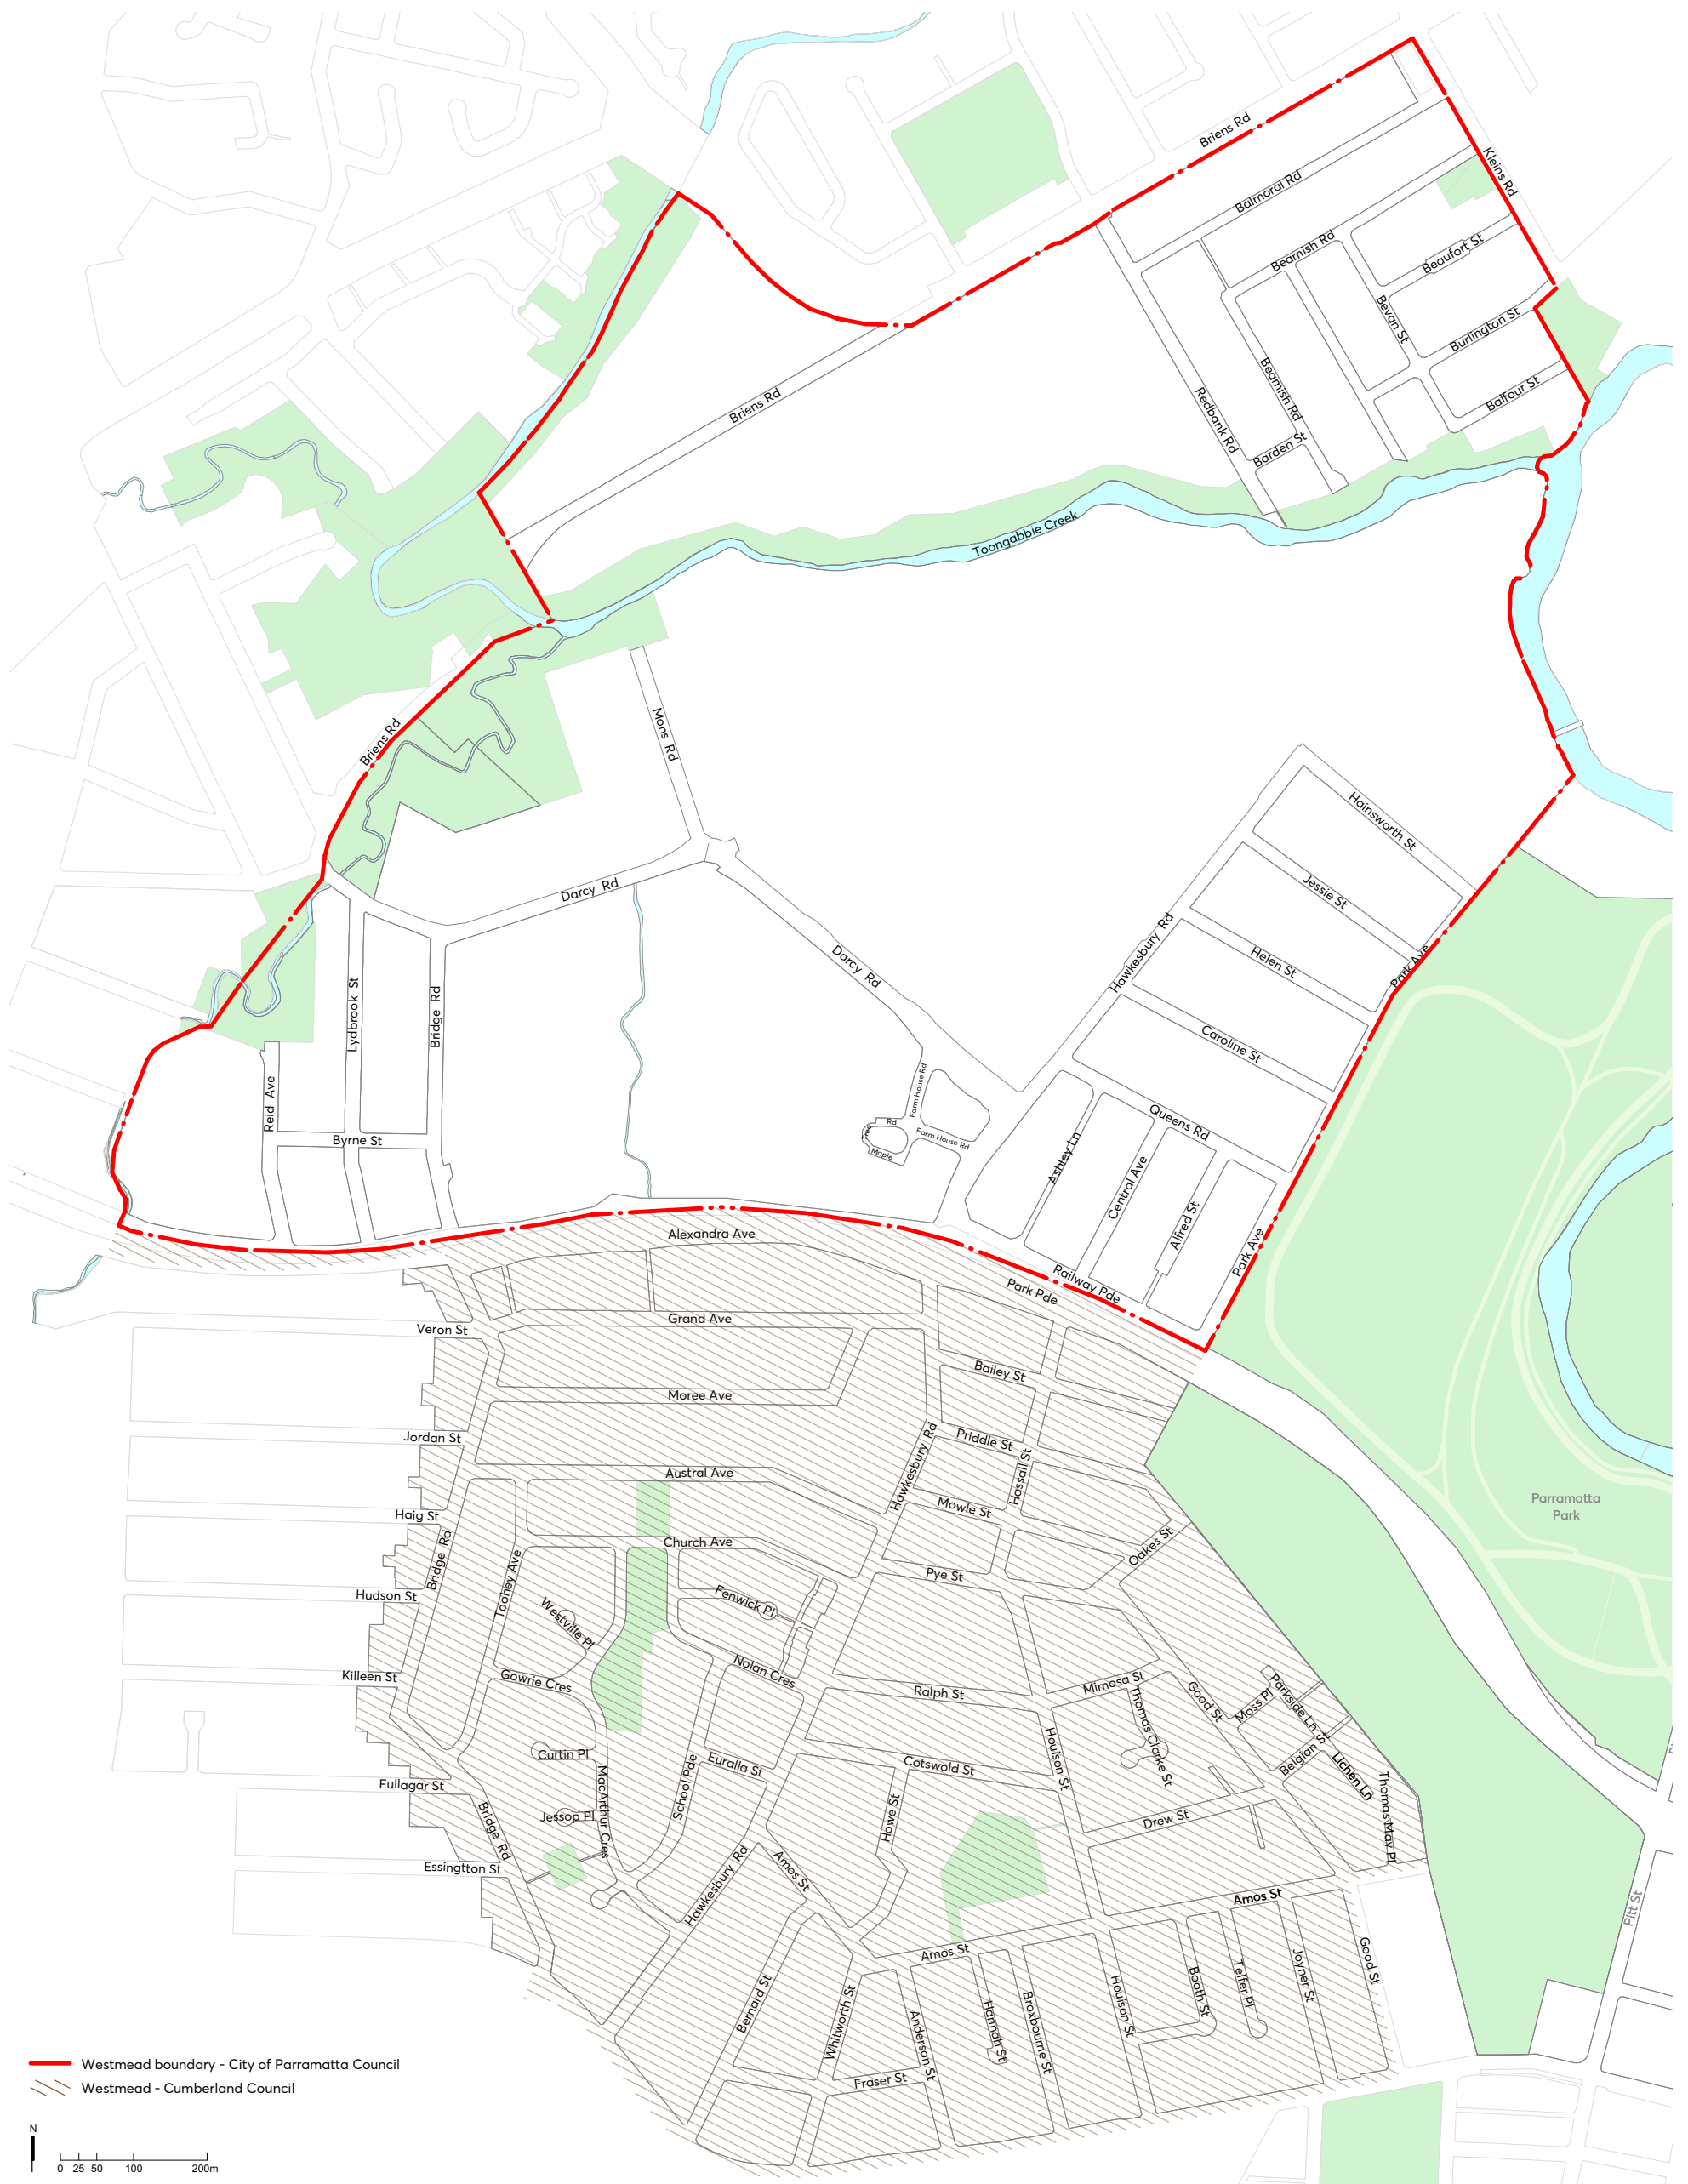 Briens Rd
Kleins Rd
Balmoral Rd
Beamish Rd
Beaufort St
Bevan St
Burlington St
Beamish Rd
Balfour St
Briens Rd
Redbank Rd
Barden St
Toongabbie Creek
Mons Rd
Briens Rd
Hainsworth St
Jessie St
Darcy Rd
Hawkesbury Rd
Helen St
Park Ave
Darcy Rd
Lydbrook St
Bridge Rd
Caroline St
Reid Ave
Farm House Rd
Tree
Rd
Farm House Rd
Maple
Queens Rd
Byrne St
Ashley Ln
Central Ave
Alfred St
Park Ave
Alexandra Ave
Railway Pde
Park Pde
Grand Ave
Veron St
Bailey St
Moree Ave
Jordan St
Priddle St
Hawkesbury Rd
Hassall St
Austral Ave
Mowle St
Parramatta
Park
Haig St
Church Ave
Oakes St
Bridge Rd
Toohey Ave
Pye St
Hudson St
Fenwick Pl
Westville Pl
Killeen St
Gowrie Cres
Nolan Cres
Ralph St
Mimosa St
Good St
Moss Pl
Parkside Ln
Thomas Clarke St
Houison St
Curtin Pl
Euralla St
Cotswold St
Belgian S
Lichen Ln
Fullagar St
MacArthur Cres
School Pde
Jessop Pl
Howe St
Drew St
Thomas May Pl
Bridge Rd
Essingtton St
Hawkesbury Rd
Amos St
Amos St
Pitt St
Amos St
Good St
Bernard St
Whitworth St
Anderson St
Hannah St
Broxbourne St
Houison St
Booth St
Telfer Pl
Joyner St
Fraser St
Westmead boundary - City of Parramatta Council
Westmead - Cumberland Council
N
0 25 50 100 200m